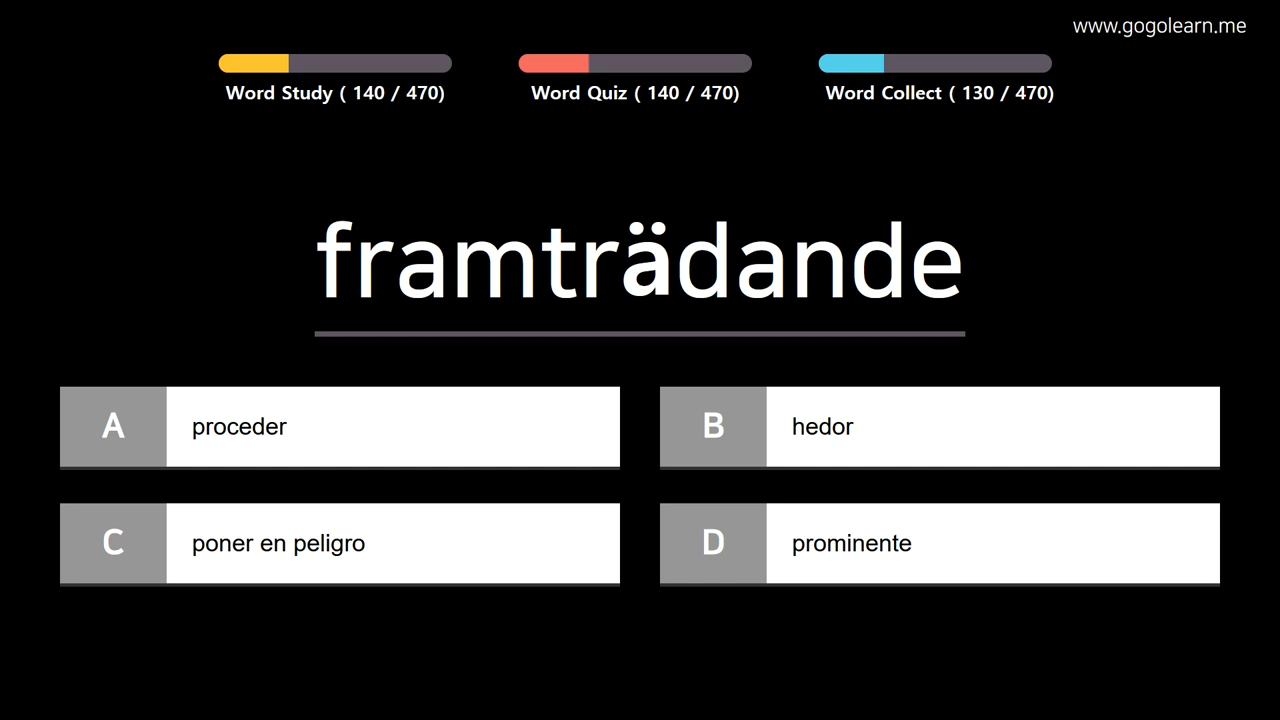 www.gogolearn.me
Word Study ( 140 / 470)
Word Quiz ( 140 / 470)
Word Collect ( 130 / 470)
framträdande
A
proceder
B
hedor
C
poner en peligro
D
prominente